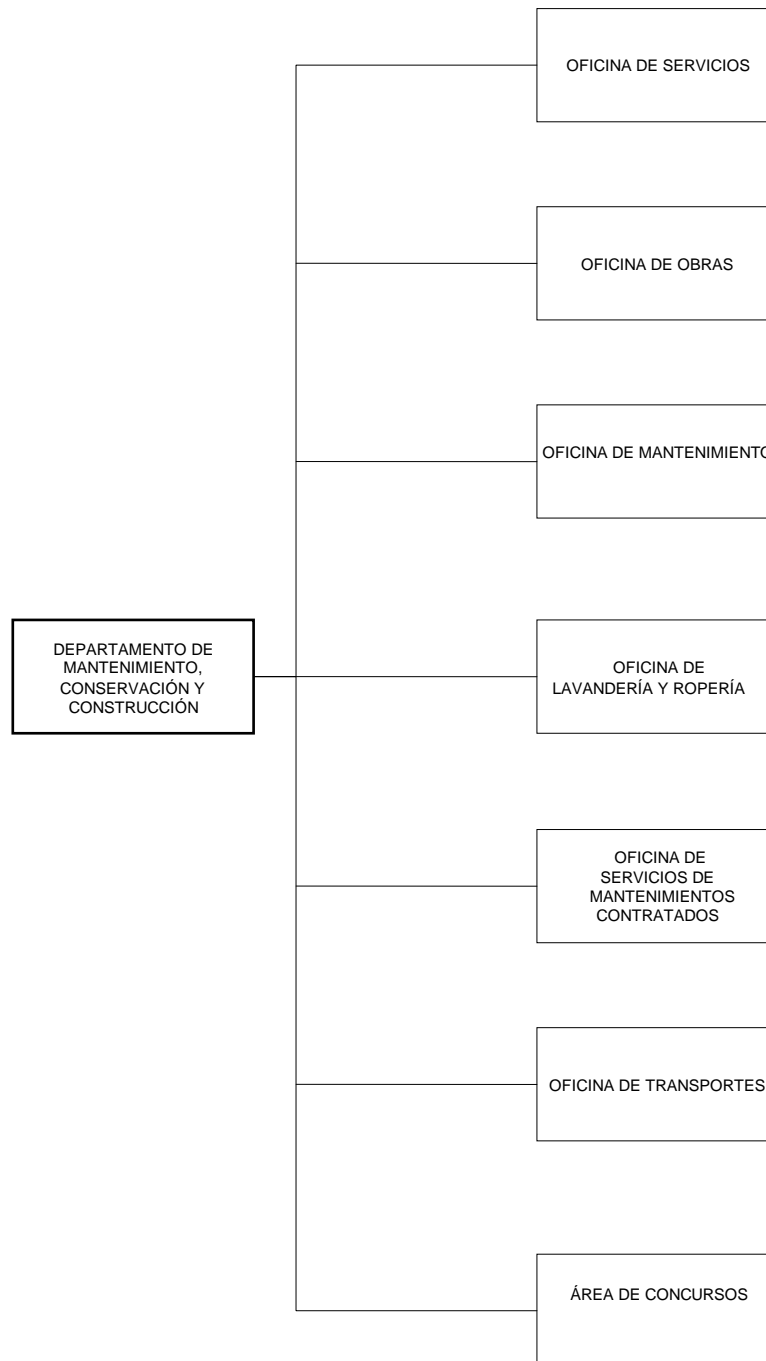 OFICINA DE SERVICIOS
OFICINA DE OBRAS
OFICINA DE MANTENIMIENTO
DEPARTAMENTO DE
MANTENIMIENTO,
CONSERVACIÓN Y
CONSTRUCCIÓN
OFICINA DE
LAVANDERÍA Y ROPERÍA
OFICINA DE
SERVICIOS DE
MANTENIMIENTOS
CONTRATADOS
OFICINA DE TRANSPORTES
ÁREA DE CONCURSOS